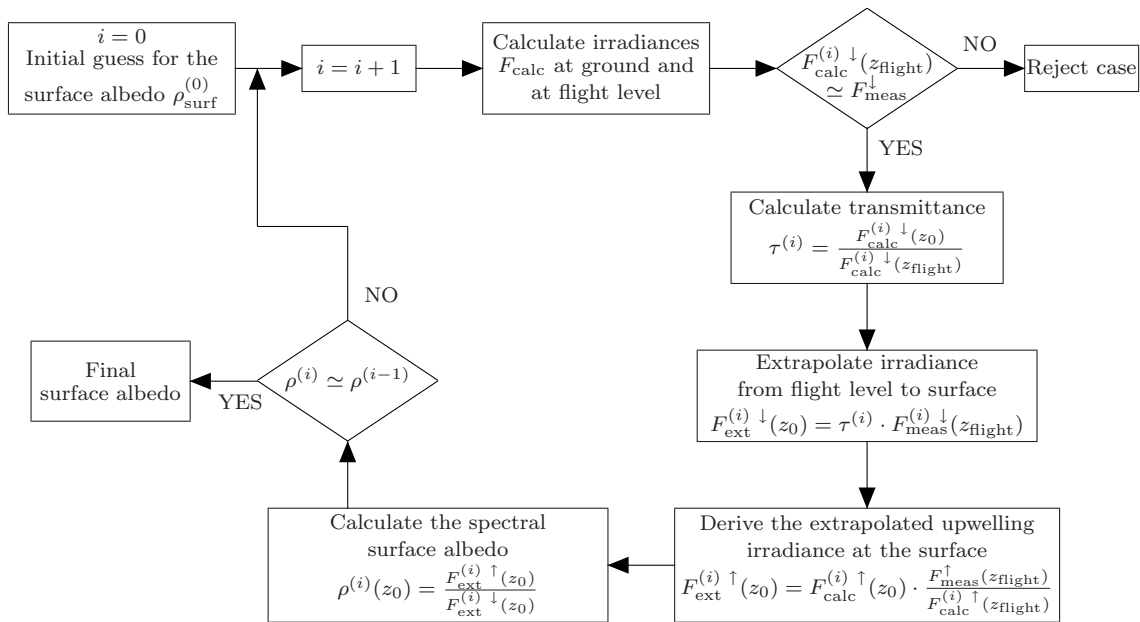 i = 0
Initial guess for the
surface albedo ρ_surf^(0)
i = i + 1
Calculate irradiances
F_calc at ground and
at flight level
F_calc^(i) ↓(z_flight)
≃ F_meas^↓
NO
Reject case
YES
Calculate transmittance
τ^(i) = F_calc^(i) ↓(z_0) / F_calc^(i) ↓(z_flight)
Extrapolate irradiance
from flight level to surface
F_ext^(i) ↓(z_0) = τ^(i) · F_meas^(i) ↓(z_flight)
Derive the extrapolated upwelling
irradiance at the surface
F_ext^(i) ↑(z_0) = F_calc^(i) ↑(z_0) · F_meas^↑(z_flight) / F_calc^(i) ↑(z_flight)
Calculate the spectral
surface albedo
ρ^(i)(z_0) = F_ext^(i) ↑(z_0) / F_ext^(i) ↓(z_0)
ρ^(i) ≃ ρ^(i−1)
NO
YES
Final
surface albedo